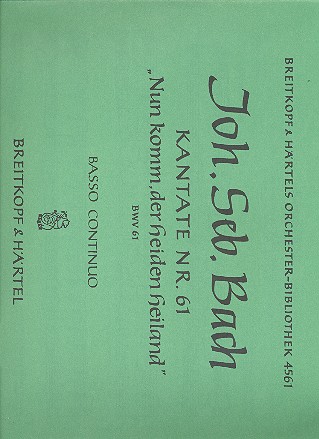 BREITKOPF & HÄRTELS ORCHESTER-BIBLIOTHEK 4561
Joh. Seb. Bach
KANTATE NR. 61
„Nun komm, der Heiden Heiland"
BWV 61
BASSO CONTINUO
BREITKOPF & HÄRTEL